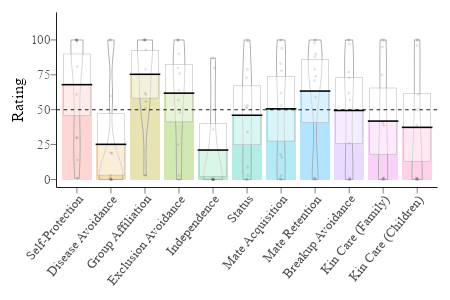 100
75
50
25
0
Rating
Self-Protection
Disease Avoidance
Group Affiliation
Exclusion Avoidance
Independence
Status
Mate Acquisition
Mate Retention
Breakup Avoidance
Kin Care (Family)
Kin Care (Children)